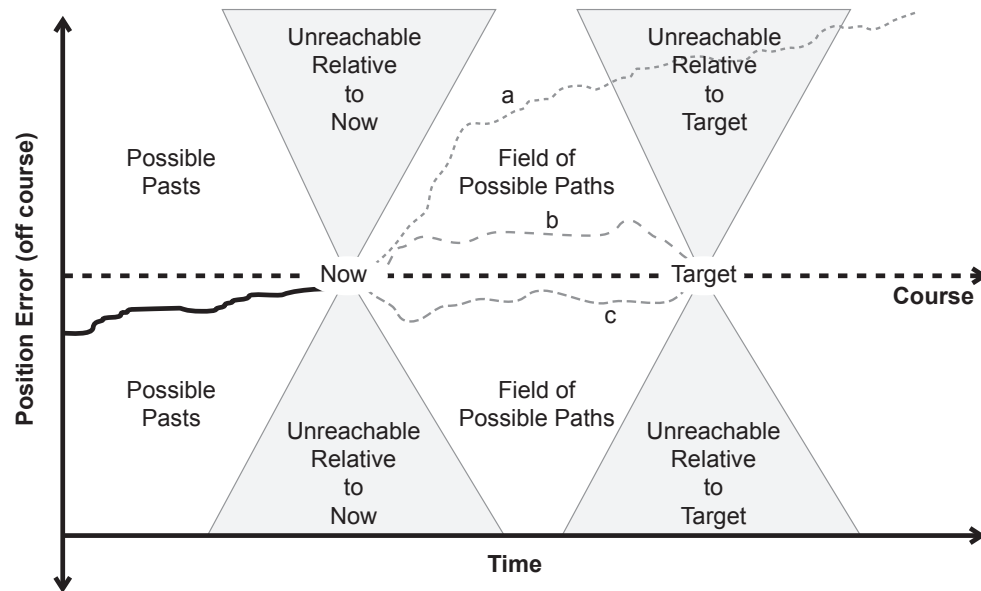 Unreachable
Relative
to
Now
Unreachable
Relative
to
Target
a
Possible
Pasts
Field of
Possible Paths
b
Position Error (off course)
Now
Target
Course
c
Possible
Pasts
Field of
Possible Paths
Unreachable
Relative
to
Now
Unreachable
Relative
to
Target
Time